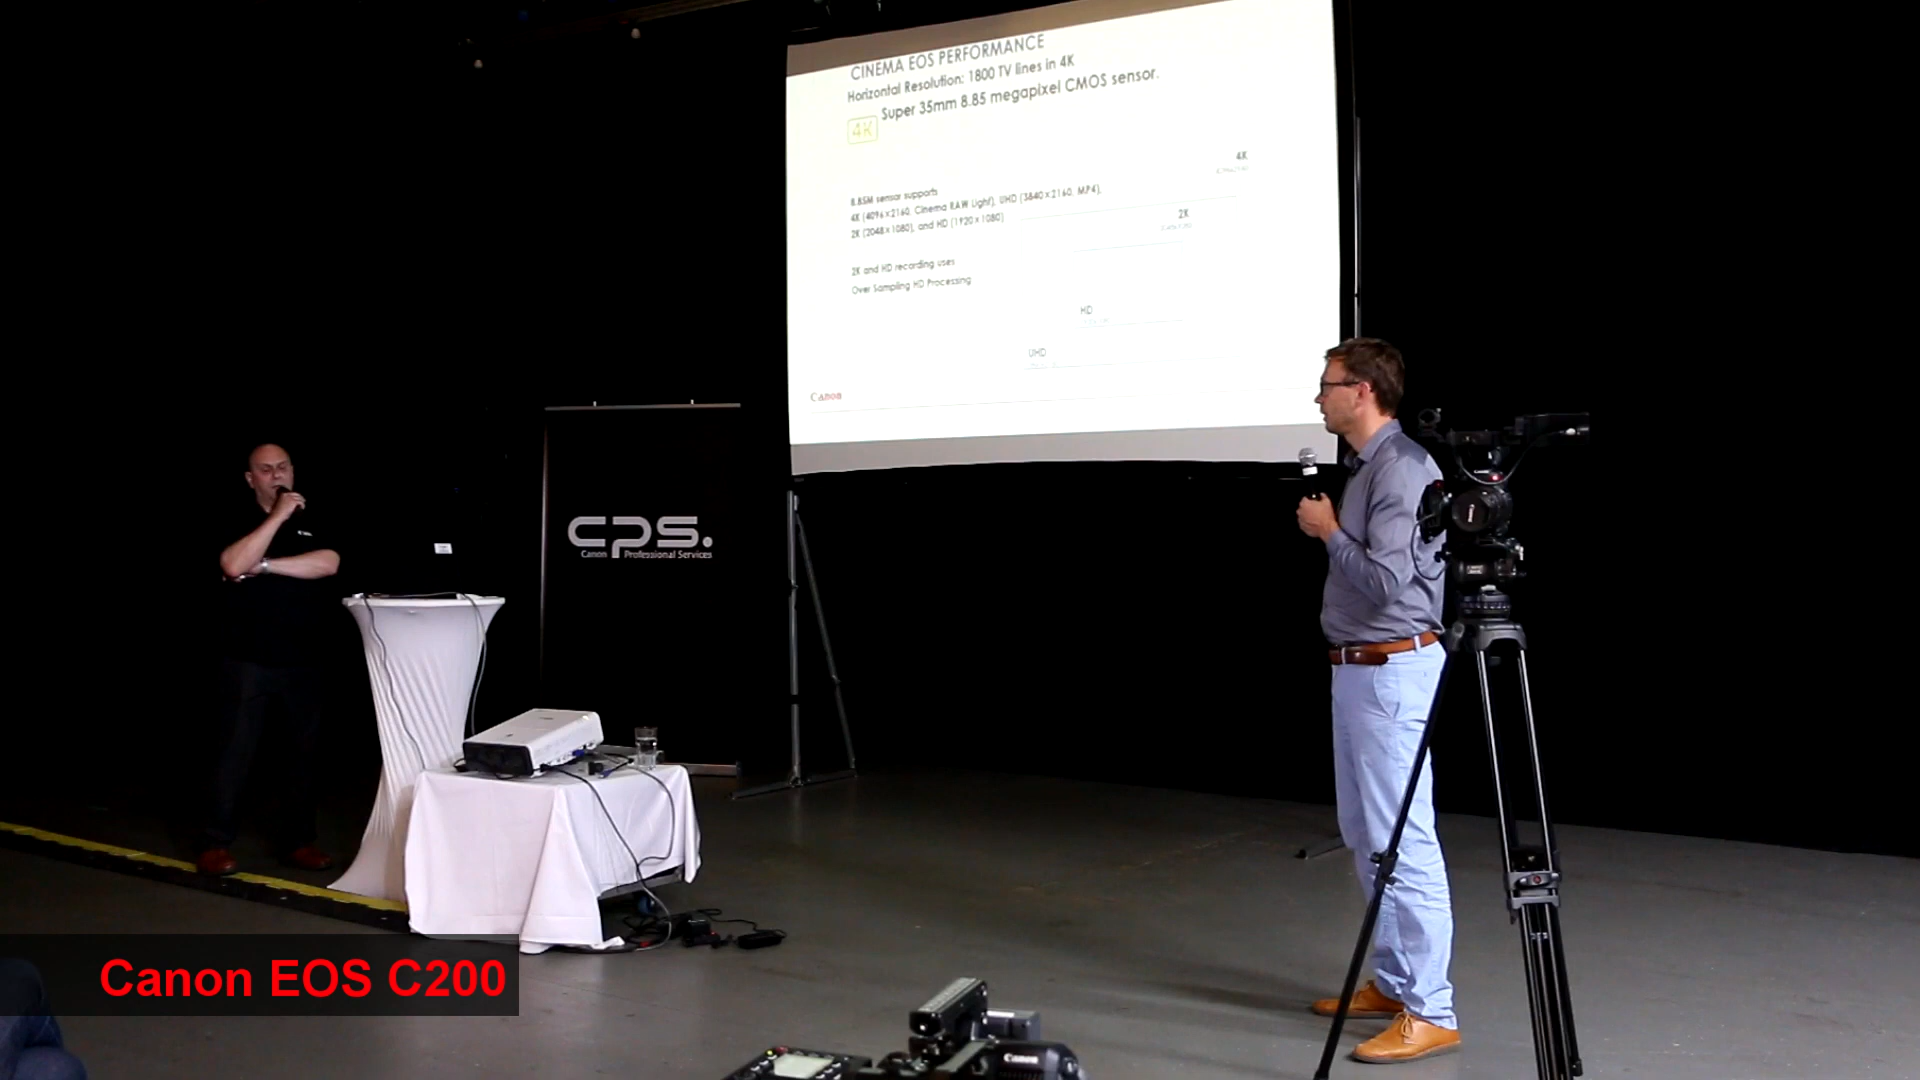 CINEMA EOS PERFORMANCE
Horizontal Resolution: 1800 TV lines in 4K
Super 35mm 8.85 megapixel CMOS sensor.
4K
4K
8.85M sensor supports
4K (4096×2160, Cinema RAW Light), UHD (3840×2160, MP4),
2K (2048×1080), and HD (1920×1080)
2K
2K and HD recording uses
Over Sampling HD Processing
HD
UHD
Canon
CPS.
Canon Professional Services
Canon EOS C200
Canon